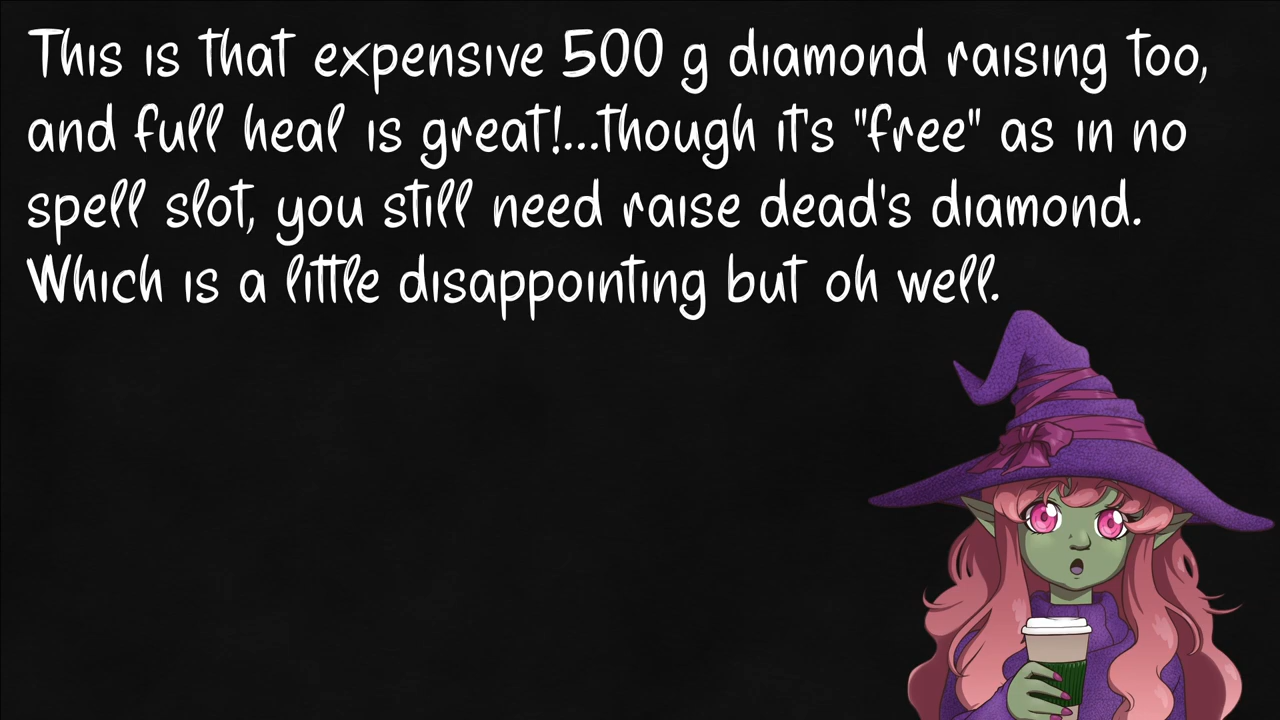 This is that expensive 500 g diamond raising too,
and full heal is great!...though it's "free" as in no
spell slot, you still need raise dead's diamond.
Which is a little disappointing but oh well.